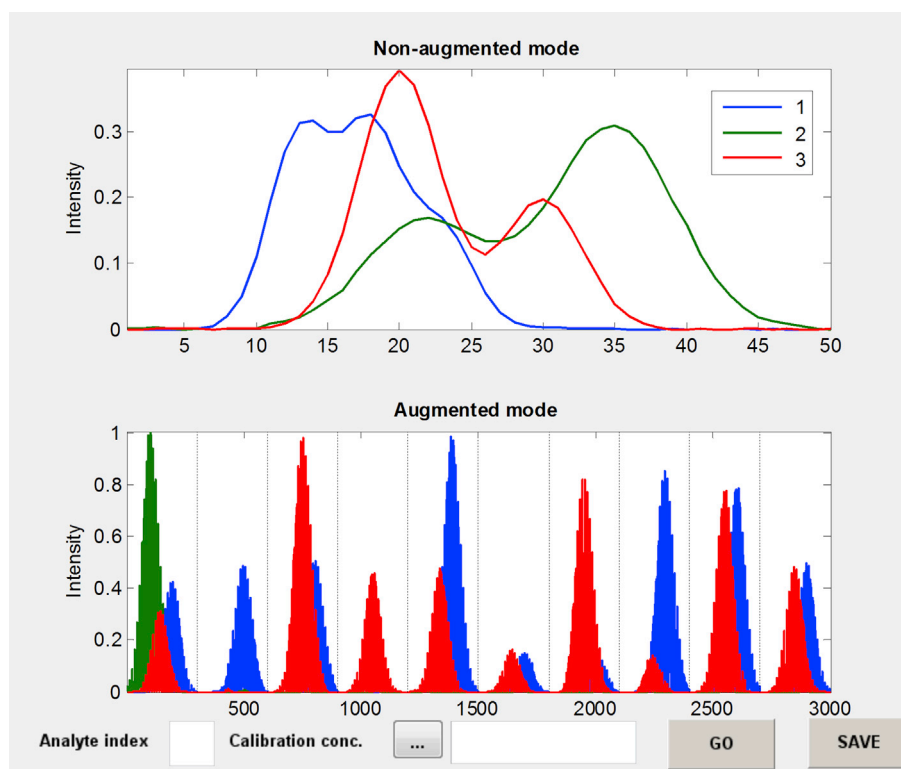 Non-augmented mode
Intensity
0.3
0.2
0.1
0
5 10 15 20 25 30 35 40 45 50
1
2
3
Augmented mode
Intensity
1
0.8
0.6
0.4
0.2
0
500 1000 1500 2000 2500 3000
Analyte index Calibration conc. ... GO SAVE